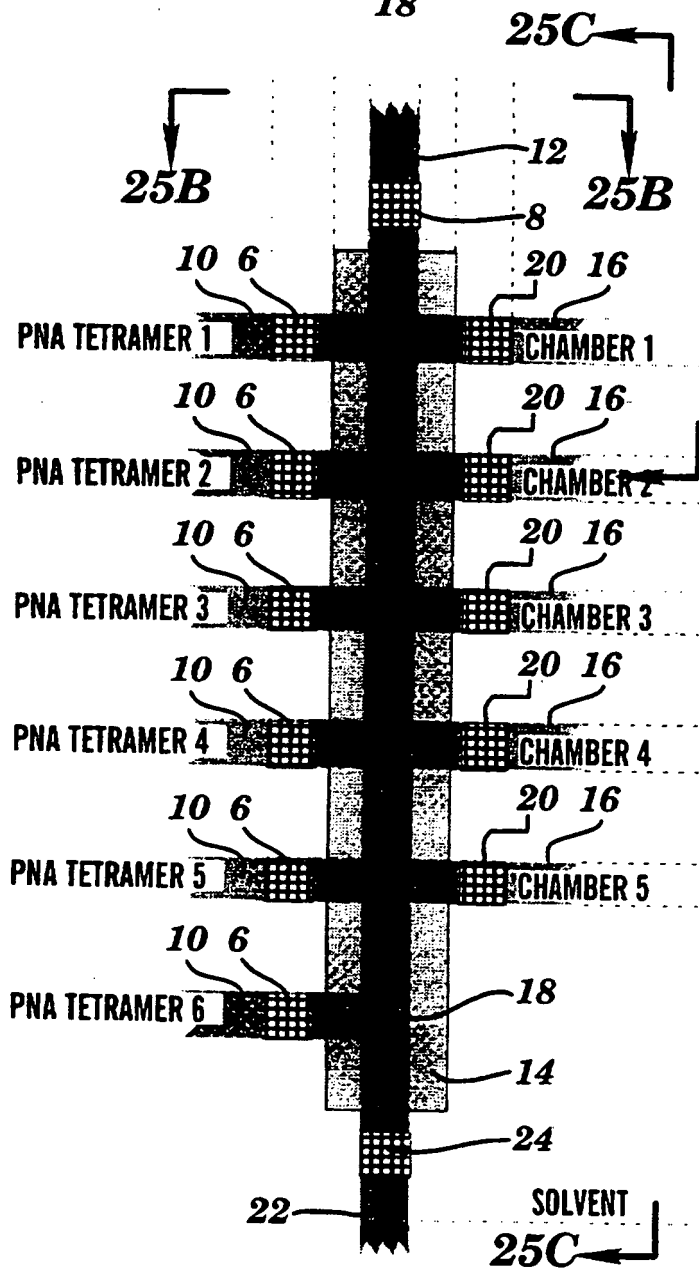 18
25C
12
25B 25B
8
10 6 20 16
PNA TETRAMER 1 CHAMBER 1
10 6 20 16
PNA TETRAMER 2 CHAMBER 2
10 6 20 16
PNA TETRAMER 3 CHAMBER 3
10 6 20 16
PNA TETRAMER 4 CHAMBER 4
10 6 20 16
PNA TETRAMER 5 CHAMBER 5
10 6
PNA TETRAMER 6
18
14
24
SOLVENT
22
25C